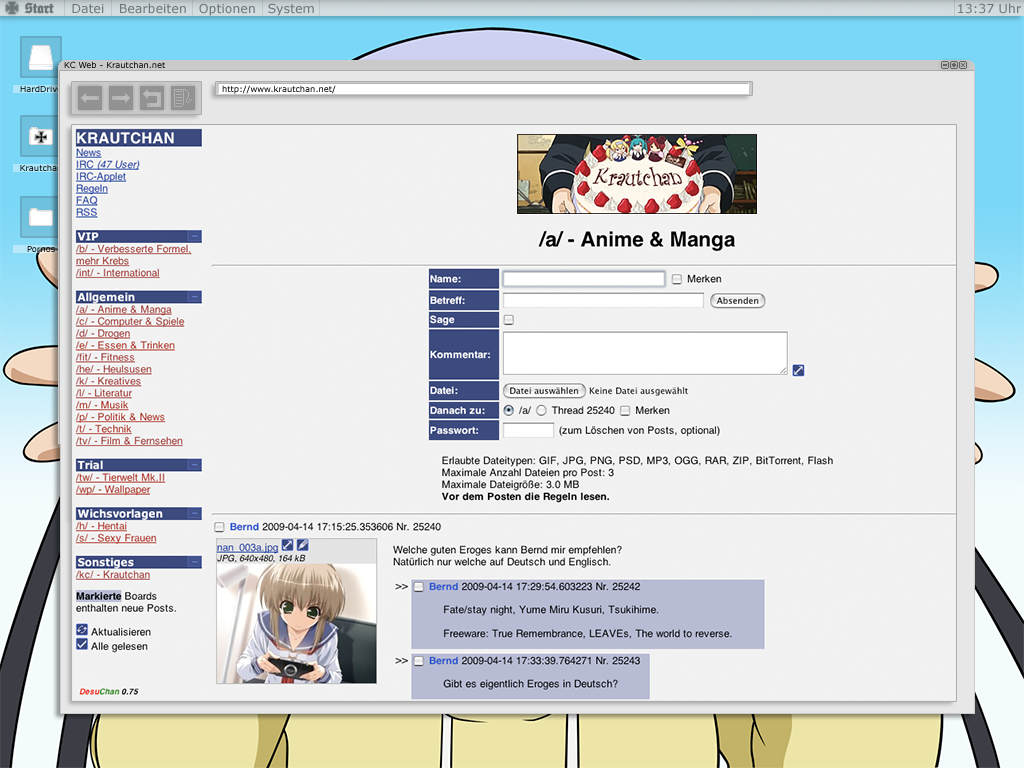 Start Datei Bearbeiten Optionen System 13:37 Uhr
HardDriv
Krautcha
Pornos
KC Web - Krautchan.net
http://www.krautchan.net/
KRAUTCHAN
News
IRC (47 User)
IRC-Applet
Regeln
FAQ
RSS
VIP
/b/ - Verbesserte Formel,
mehr Krebs
/int/ - International
Allgemein
/a/ - Anime & Manga
/c/ - Computer & Spiele
/d/ - Drogen
/e/ - Essen & Trinken
/fit/ - Fitness
/he/ - Heulsusen
/k/ - Kreatives
/l/ - Literatur
/m/ - Musik
/p/ - Politik & News
/t/ - Technik
/tv/ - Film & Fernsehen
Trial
/tw/ - Tierwelt Mk.II
/wp/ - Wallpaper
Wichsvorlagen
/h/ - Hentai
/s/ - Sexy Frauen
Sonstiges
/kc/ - Krautchan
Markierte Boards
enthalten neue Posts.
Aktualisieren
Alle gelesen
DesuChan 0.75
Krautchan
/a/ - Anime & Manga
Name: Merken
Betreff: Absenden
Sage
Kommentar:
Datei: Datei auswählen Keine Datei ausgewählt
Danach zu: /a/ Thread 25240 Merken
Passwort: (zum Löschen von Posts, optional)
Erlaubte Dateitypen: GIF, JPG, PNG, PSD, MP3, OGG, RAR, ZIP, BitTorrent, Flash
Maximale Anzahl Dateien pro Post: 3
Maximale Dateigröße: 3.0 MB
Vor dem Posten die Regeln lesen.
Bernd 2009-04-14 17:15:25.353606 Nr. 25240
nan_003a.jpg
JPG, 640x480, 164 kB
Welche guten Eroges kann Bernd mir empfehlen?
Natürlich nur welche auf Deutsch und Englisch.
>> Bernd 2009-04-14 17:29:54.603223 Nr. 25242
Fate/stay night, Yume Miru Kusuri, Tsukihime.
Freeware: True Remembrance, LEAVEs, The world to reverse.
>> Bernd 2009-04-14 17:33:39.764271 Nr. 25243
Gibt es eigentlich Eroges in Deutsch?